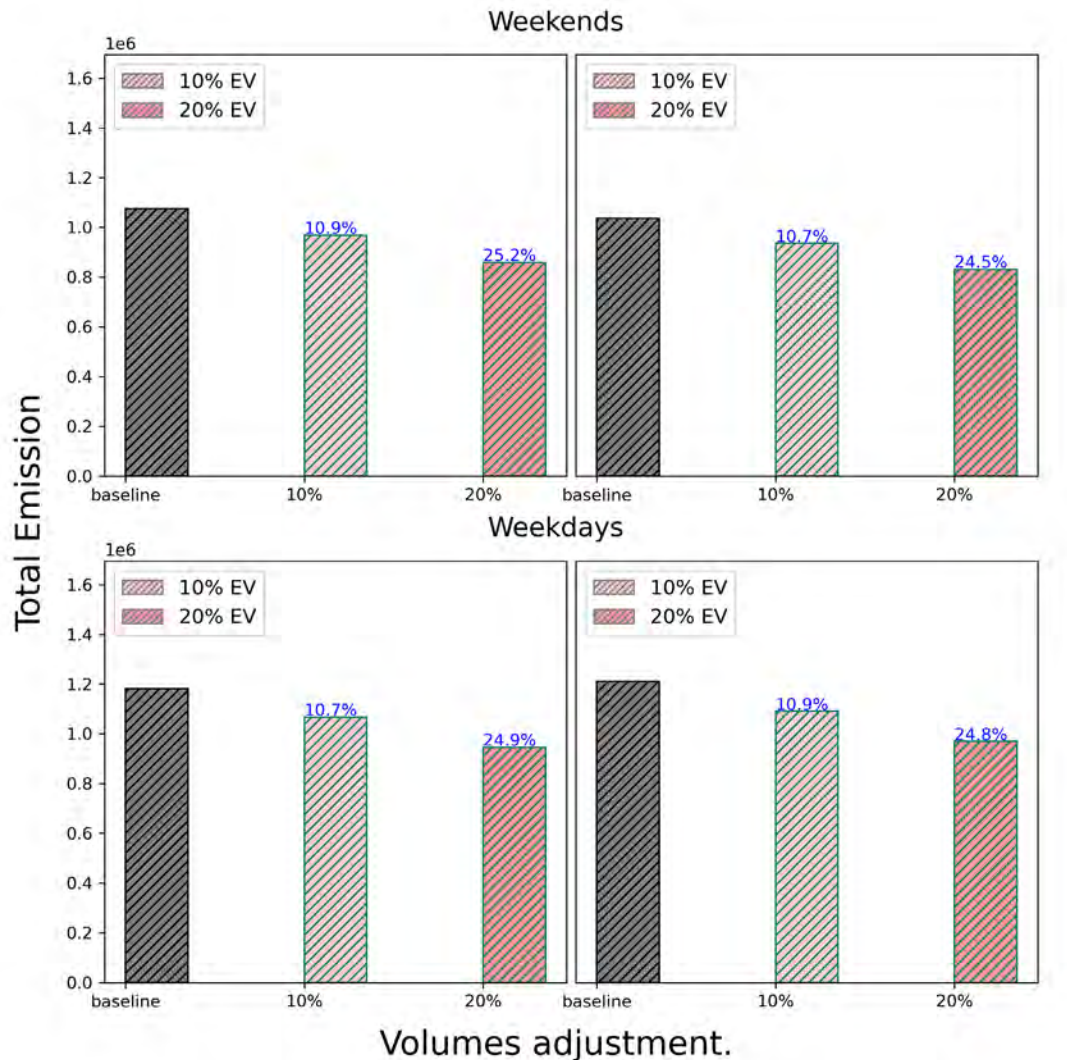 Weekends
1e6
1.6
1.4
1.2
1.0
0.8
0.6
0.4
0.2
0.0
10% EV
20% EV
10.9%
25.2%
baseline
10%
20%
10% EV
20% EV
10.7%
24.5%
baseline
10%
20%
Total Emission
Weekdays
1e6
1.6
1.4
1.2
1.0
0.8
0.6
0.4
0.2
0.0
10% EV
20% EV
10.7%
24.9%
baseline
10%
20%
10% EV
20% EV
10.9%
24.8%
baseline
10%
20%
Volumes adjustment.